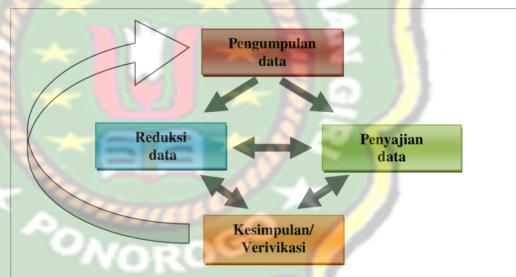 Pengumpulan
data
Reduksi
data
Penyajian
data
Kesimpulan/
Verivikasi
PONOROGO